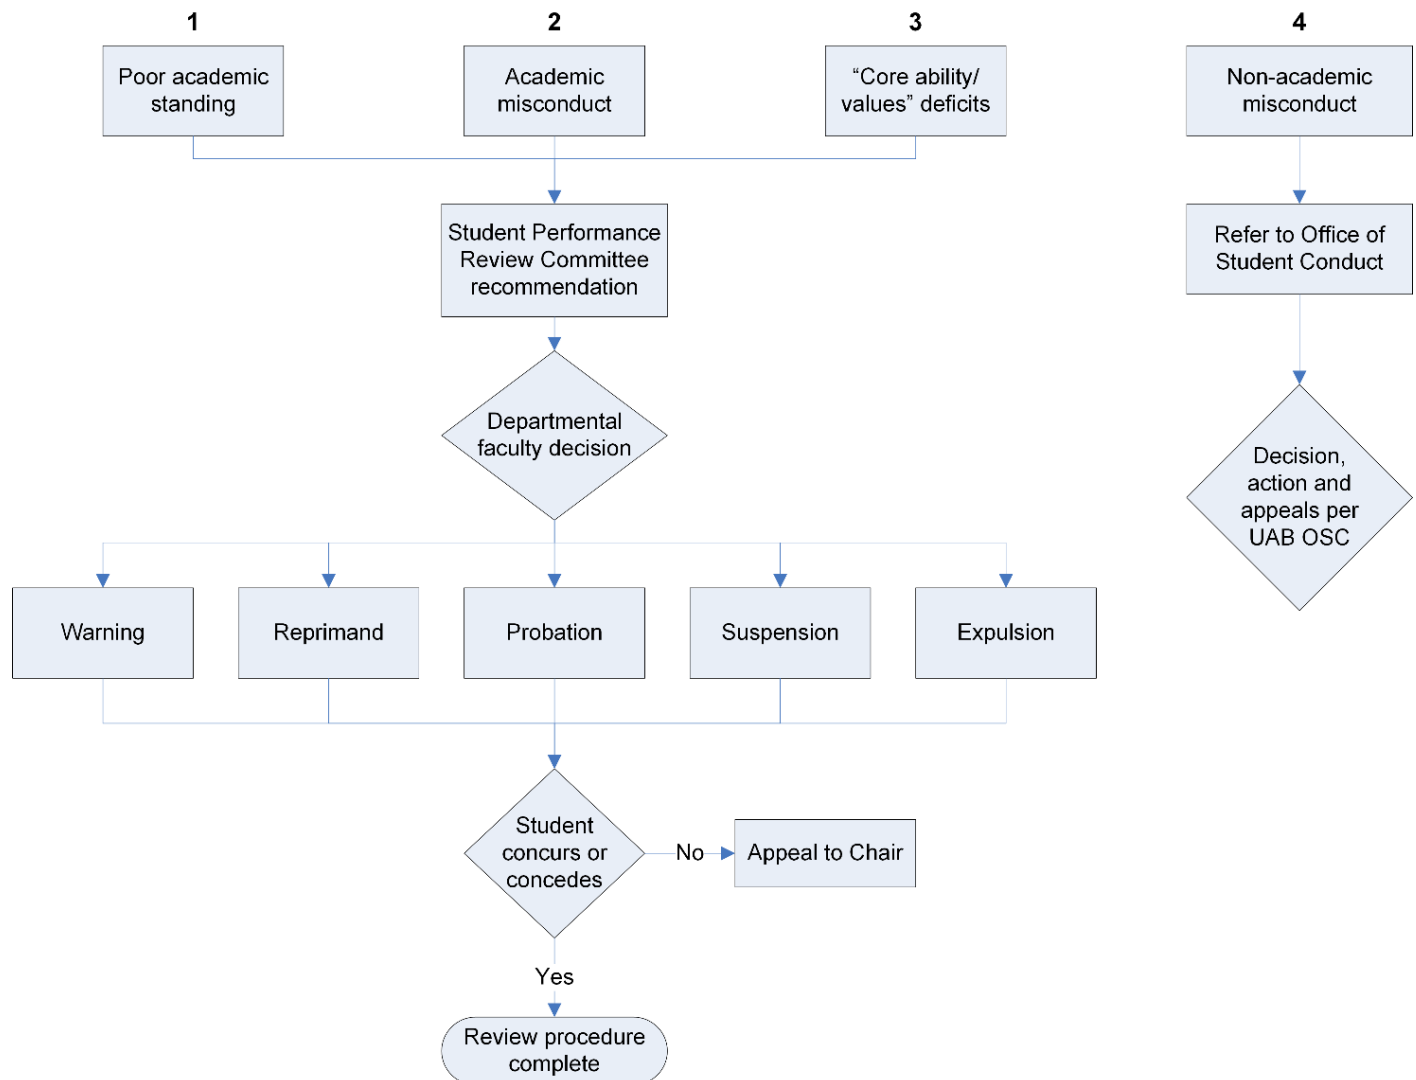 1
2
3
4
Poor academic
standing
Academic
misconduct
“Core ability/
values” deficits
Non-academic
misconduct
Student Performance
Review Committee
recommendation
Refer to Office of
Student Conduct
Departmental
faculty decision
Decision,
action and
appeals per
UAB OSC
Warning
Reprimand
Probation
Suspension
Expulsion
Student
concurs or
concedes
No
Appeal to Chair
Yes
Review procedure
complete